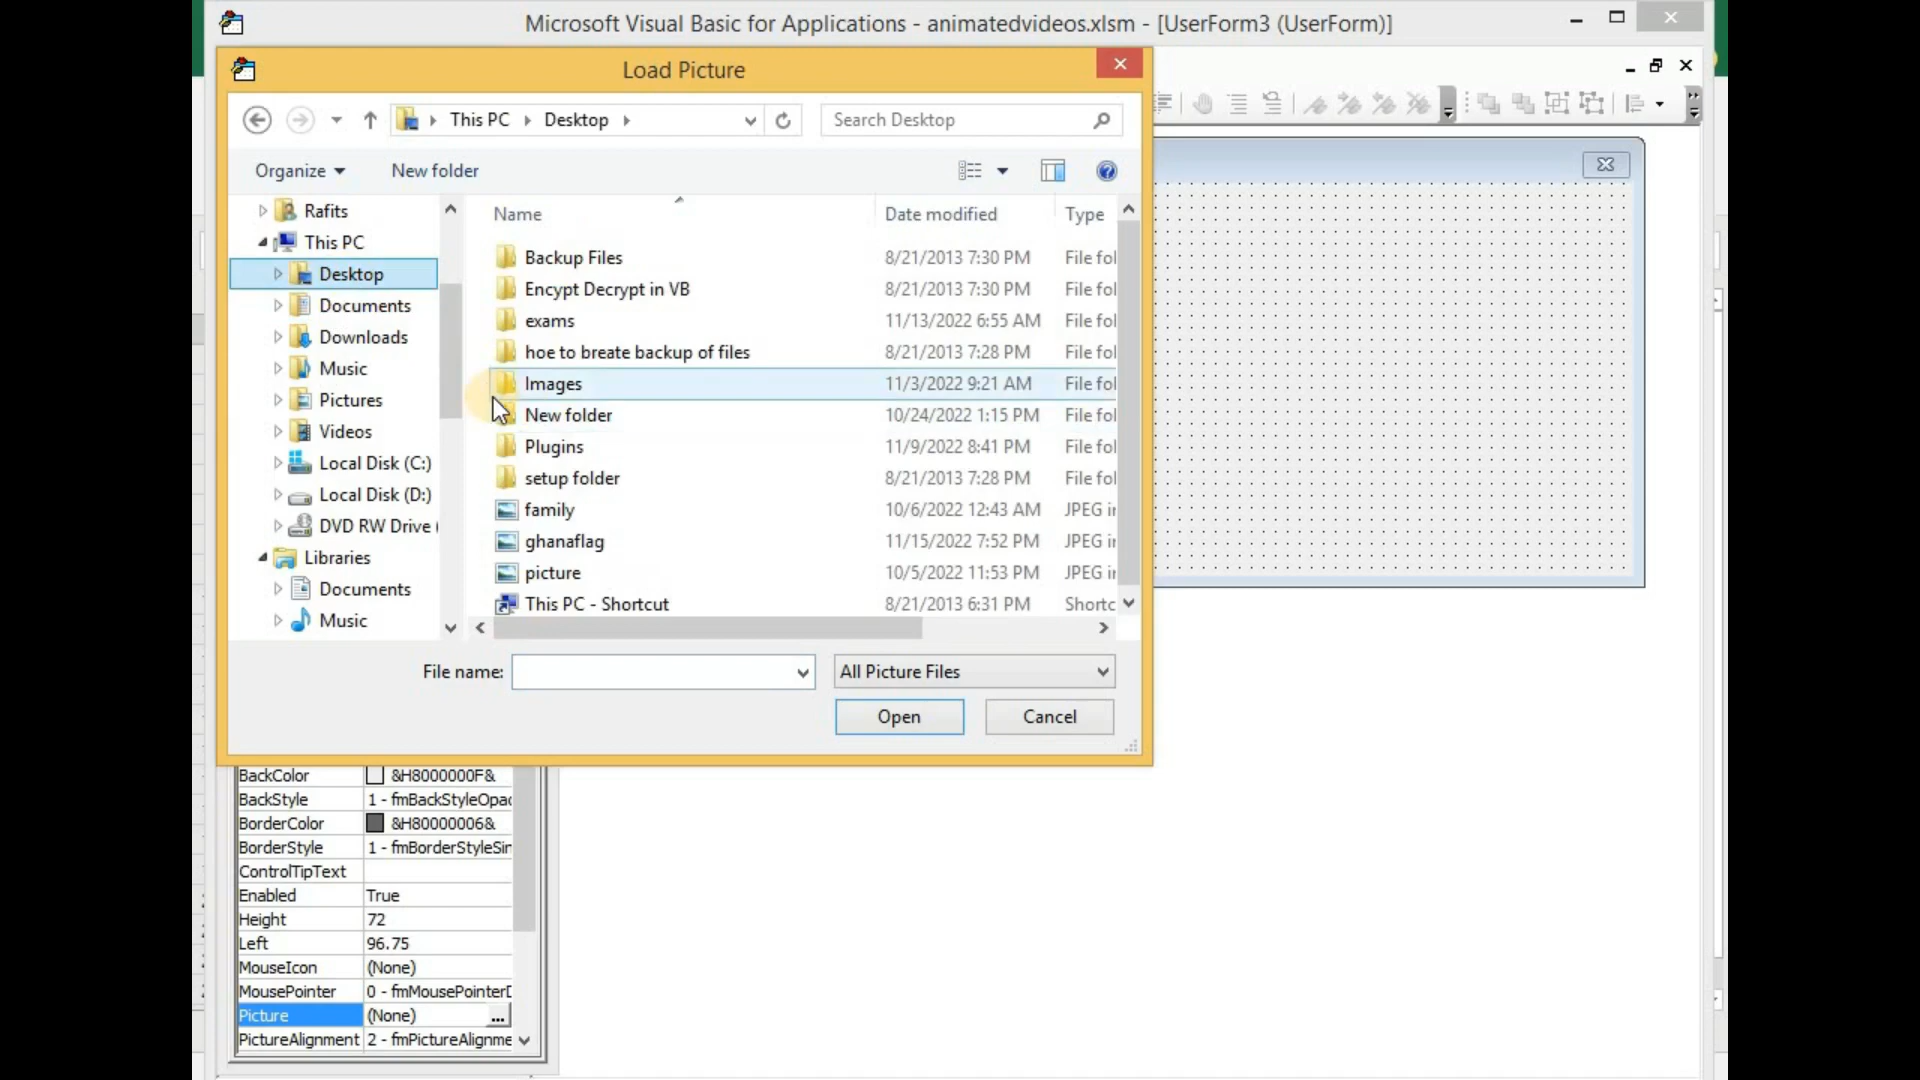 Microsoft Visual Basic for Applications - animatedvideos.xlsm - [UserForm3 (UserForm)]
Load Picture
This PC Desktop
Search Desktop
Organize
New folder
Rafits
This PC
Desktop
Documents
Downloads
Music
Pictures
Videos
Local Disk (C:)
Local Disk (D:)
DVD RW Drive (
Libraries
Documents
Music
Name Date modified Type
Backup Files 8/21/2013 7:30 PM File fol
Encypt Decrypt in VB 8/21/2013 7:30 PM File fol
exams 11/13/2022 6:55 AM File fol
hoe to breate backup of files 8/21/2013 7:28 PM File fol
Images 11/3/2022 9:21 AM File fol
New folder 10/24/2022 1:15 PM File fol
Plugins 11/9/2022 8:41 PM File fol
setup folder 8/21/2013 7:28 PM File fol
family 10/6/2022 12:43 AM JPEG i
ghanaflag 11/15/2022 7:52 PM JPEG i
picture 10/5/2022 11:53 PM JPEG i
This PC - Shortcut 8/21/2013 6:31 PM Shortc
File name:
All Picture Files
Open
Cancel
BackColor &H8000000F&
BackStyle 1 - fmBackStyleOpa
BorderColor &H80000006&
BorderStyle 1 - fmBorderStyleSin
ControlTipText
Enabled True
Height 72
Left 96.75
MouseIcon (None)
MousePointer 0 - fmMousePointerD
Picture (None) ...
PictureAlignment 2 - fmPictureAlignme